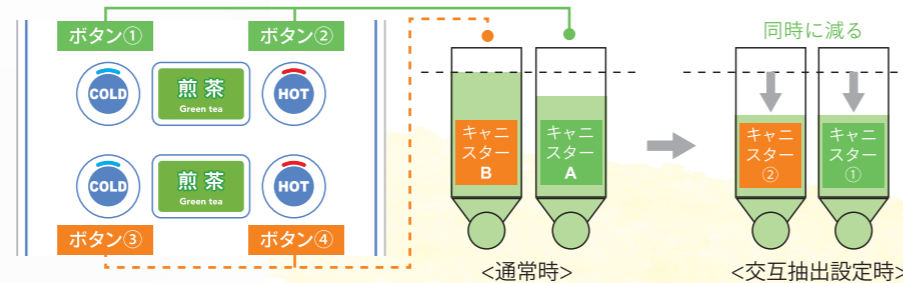 ボタン①
ボタン②
COLD
煎茶
Green tea
HOT
COLD
煎茶
Green tea
HOT
ボタン③
ボタン④
キャニ
スター
B
キャニ
スター
A
<通常時>
同時に減る
キャニ
スター
②
キャニ
スター
①
<交互抽出設定時>